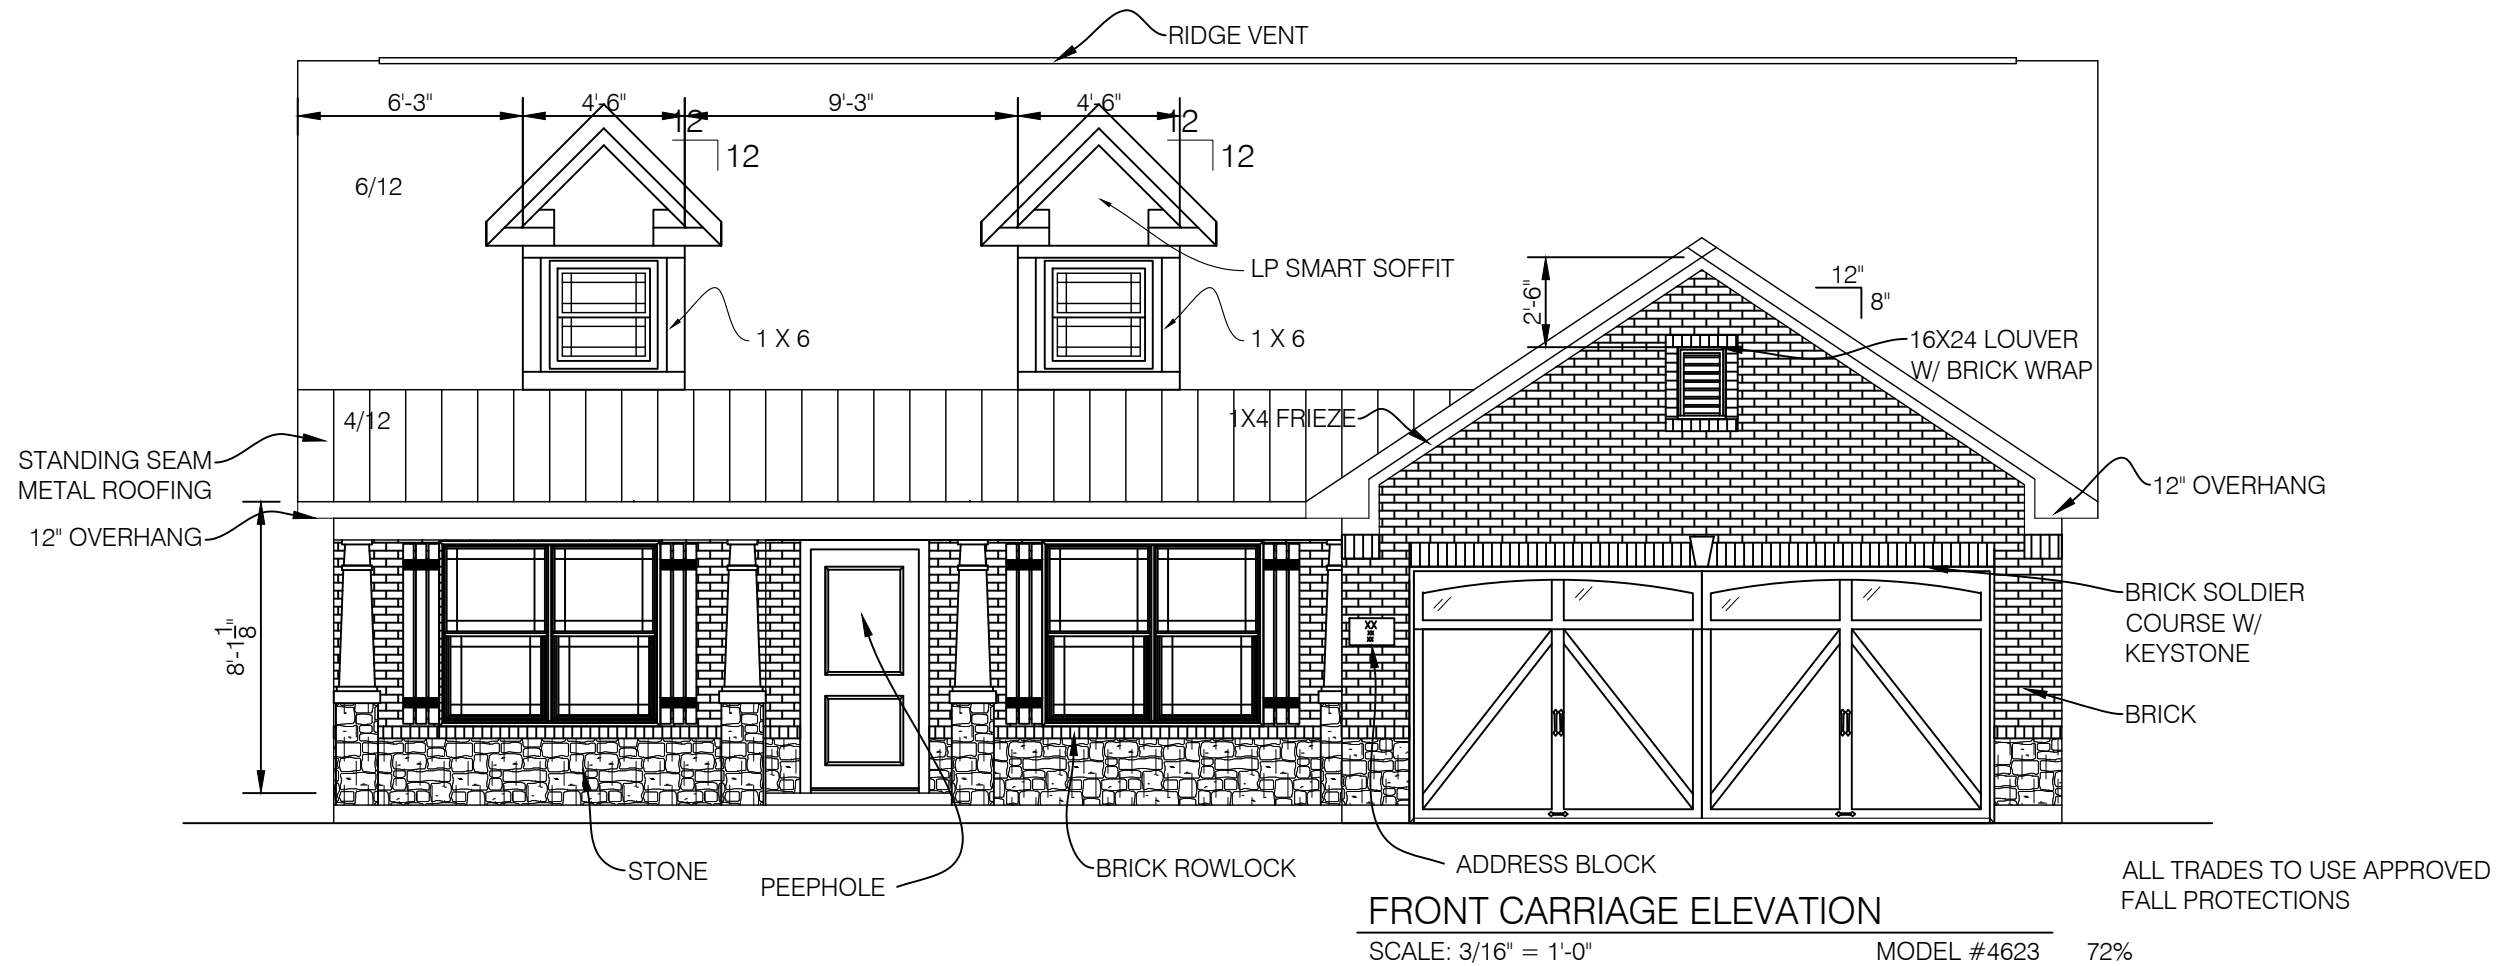 RIDGE VENT
6'-3"
4'-6"
9'-3"
4'-6"
12
12
12
12
6/12
LP SMART SOFFIT
12"
8"
2'-6"
1 X 6
1 X 6
16X24 LOUVER
W/ BRICK WRAP
4/12
1X4 FRIEZE
STANDING SEAM
METAL ROOFING
12" OVERHANG
12" OVERHANG
8'-1 1/8"
BRICK SOLDIER
COURSE W/
KEYSTONE
XX
BRICK
STONE
PEEPHOLE
BRICK ROWLOCK
ADDRESS BLOCK
ALL TRADES TO USE APPROVED
FALL PROTECTIONS
FRONT CARRIAGE ELEVATION
SCALE: 3/16" = 1'-0"
MODEL #4623
72%